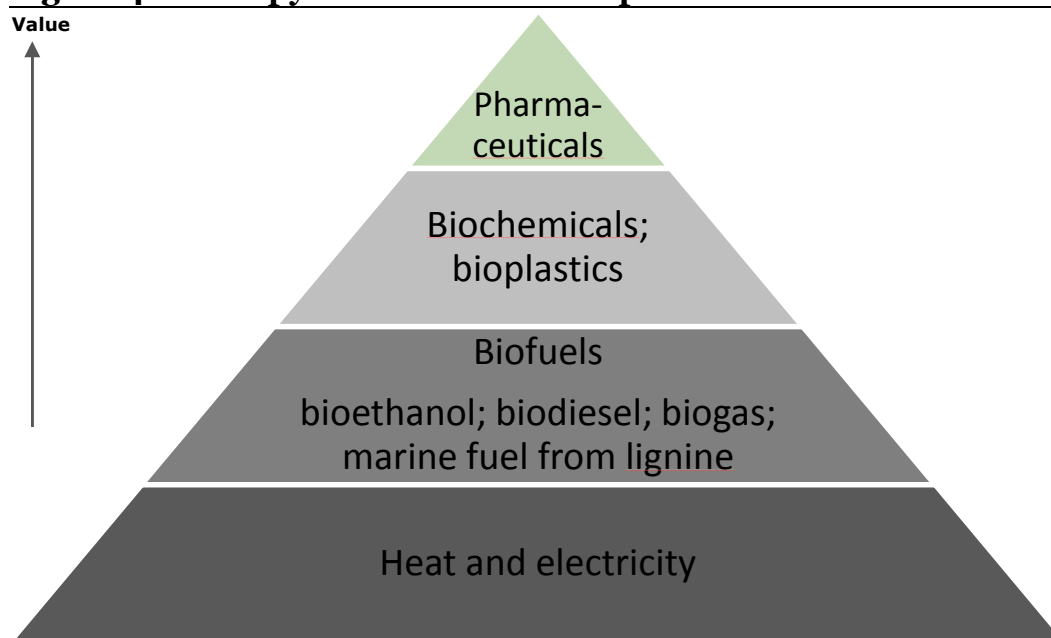 Value
Pharma-
ceuticals
Biochemicals;
bioplastics
Biofuels
bioethanol; biodiesel; biogas;
marine fuel from lignine
Heat and electricity